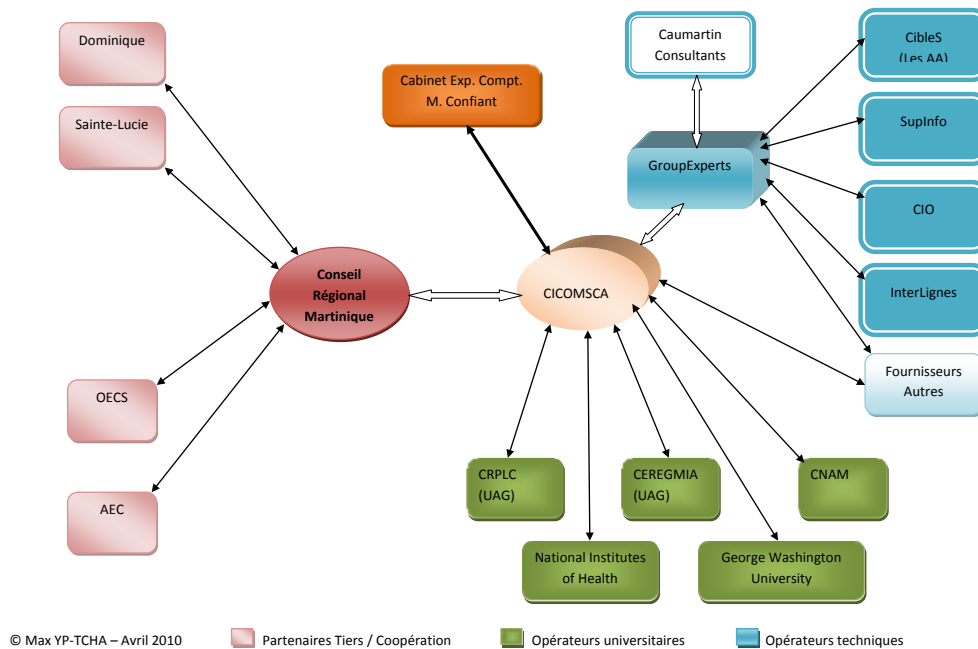 Dominique
Caumartin
Consultants
CibleS
(Les AA)
Cabinet Exp. Compt.
M. Confiant
Sainte-Lucie
SupInfo
GroupExperts
CIO
Conseil
Régional
Martinique
CICOMSCA
InterLignes
Fournisseurs
Autres
OECS
CRPLC
(UAG)
CEREGMIA
(UAG)
CNAM
AEC
National Institutes
of Health
George Washington
University
© Max YP-TCHA – Avril 2010
Partenaires Tiers / Coopération
Opérateurs universitaires
Opérateurs techniques